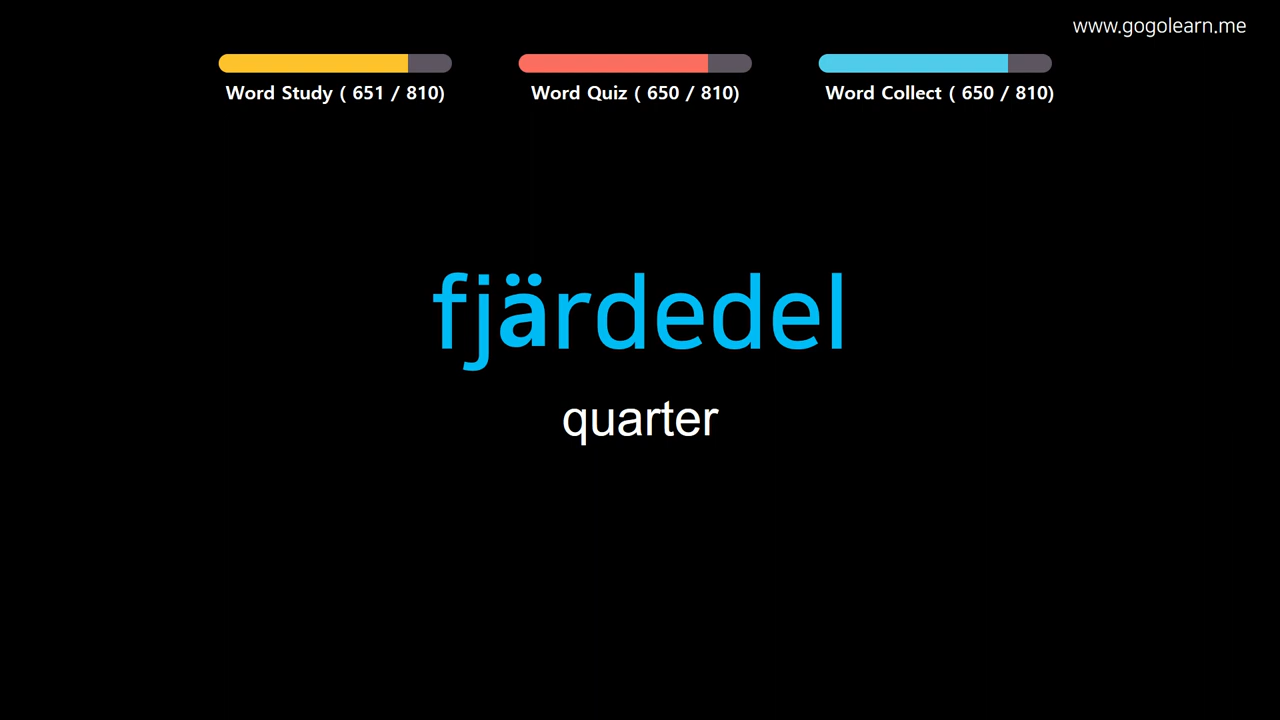 www.gogolearn.me
Word Study ( 651 / 810)
Word Quiz ( 650 / 810)
Word Collect ( 650 / 810)
fjärdedel
quarter